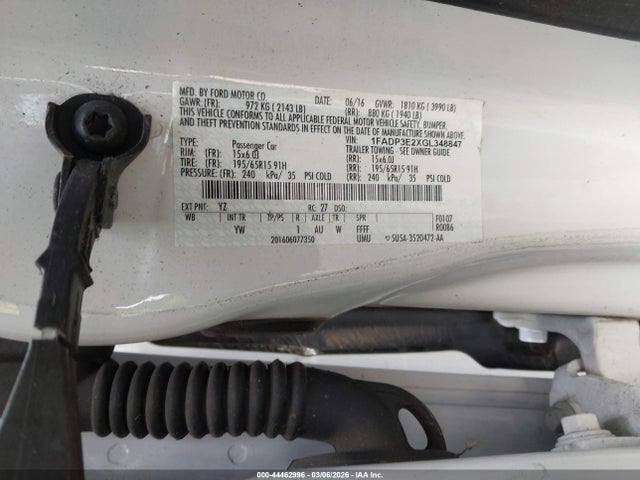 MFD. BY FORD MOTOR CO.
DATE: 06/16 GVWR: 1810 KG ( 3990 LB)
GAWR: (FR): 972 KG ( 2143 LB) (RR): 880 KG ( 1940 LB)
THIS VEHICLE CONFORMS TO ALL APPLICABLE FEDERAL MOTOR VEHICLE SAFETY, BUMPER,
AND THEFT PREVENTION STANDARDS IN EFFECT ON THE DATE OF MANUFACTURE SHOWN ABOVE.
VIN: 1FADP3E2XGL348847
TYPE: Passenger Car TRAILER TOWING - SEE OWNER GUIDE
RIM: (FR): 15x6.0J (RR): 15x6.0J
TIRE: (FR): 195/65R15 91H (RR): 195/65R15 91H
PRESSURE: (FR): 240 kPa/ 35 PSI COLD (RR): 240 kPa/ 35 PSI COLD
EXT PNT: YZ RC: 27 DSO:
WB INT TR TP/PS R AXLE TR SPR F0107
YW 1 AU W FFFF R0086
201606077350 UMU SUSA-3520472-AA
000-44462996 | 03/06/2026 - IAA Inc.